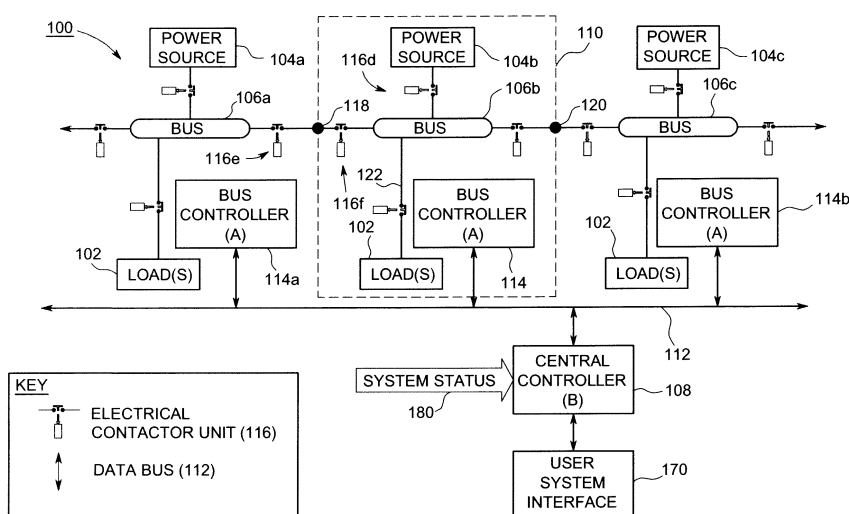 100
POWER
SOURCE
104a
106a
BUS
116e
118
102
LOAD(S)
BUS
CONTROLLER
(A)
114a
110
POWER
SOURCE
104b
116d
106b
BUS
120
116f
122
102
LOAD(S)
BUS
CONTROLLER
(A)
114
POWER
SOURCE
104c
106c
BUS
102
LOAD(S)
BUS
CONTROLLER
(A)
114b
112
SYSTEM STATUS
180
CENTRAL
CONTROLLER
(B)
108
USER
SYSTEM
INTERFACE
170
KEY
ELECTRICAL
CONTACTOR UNIT (116)
DATA BUS (112)